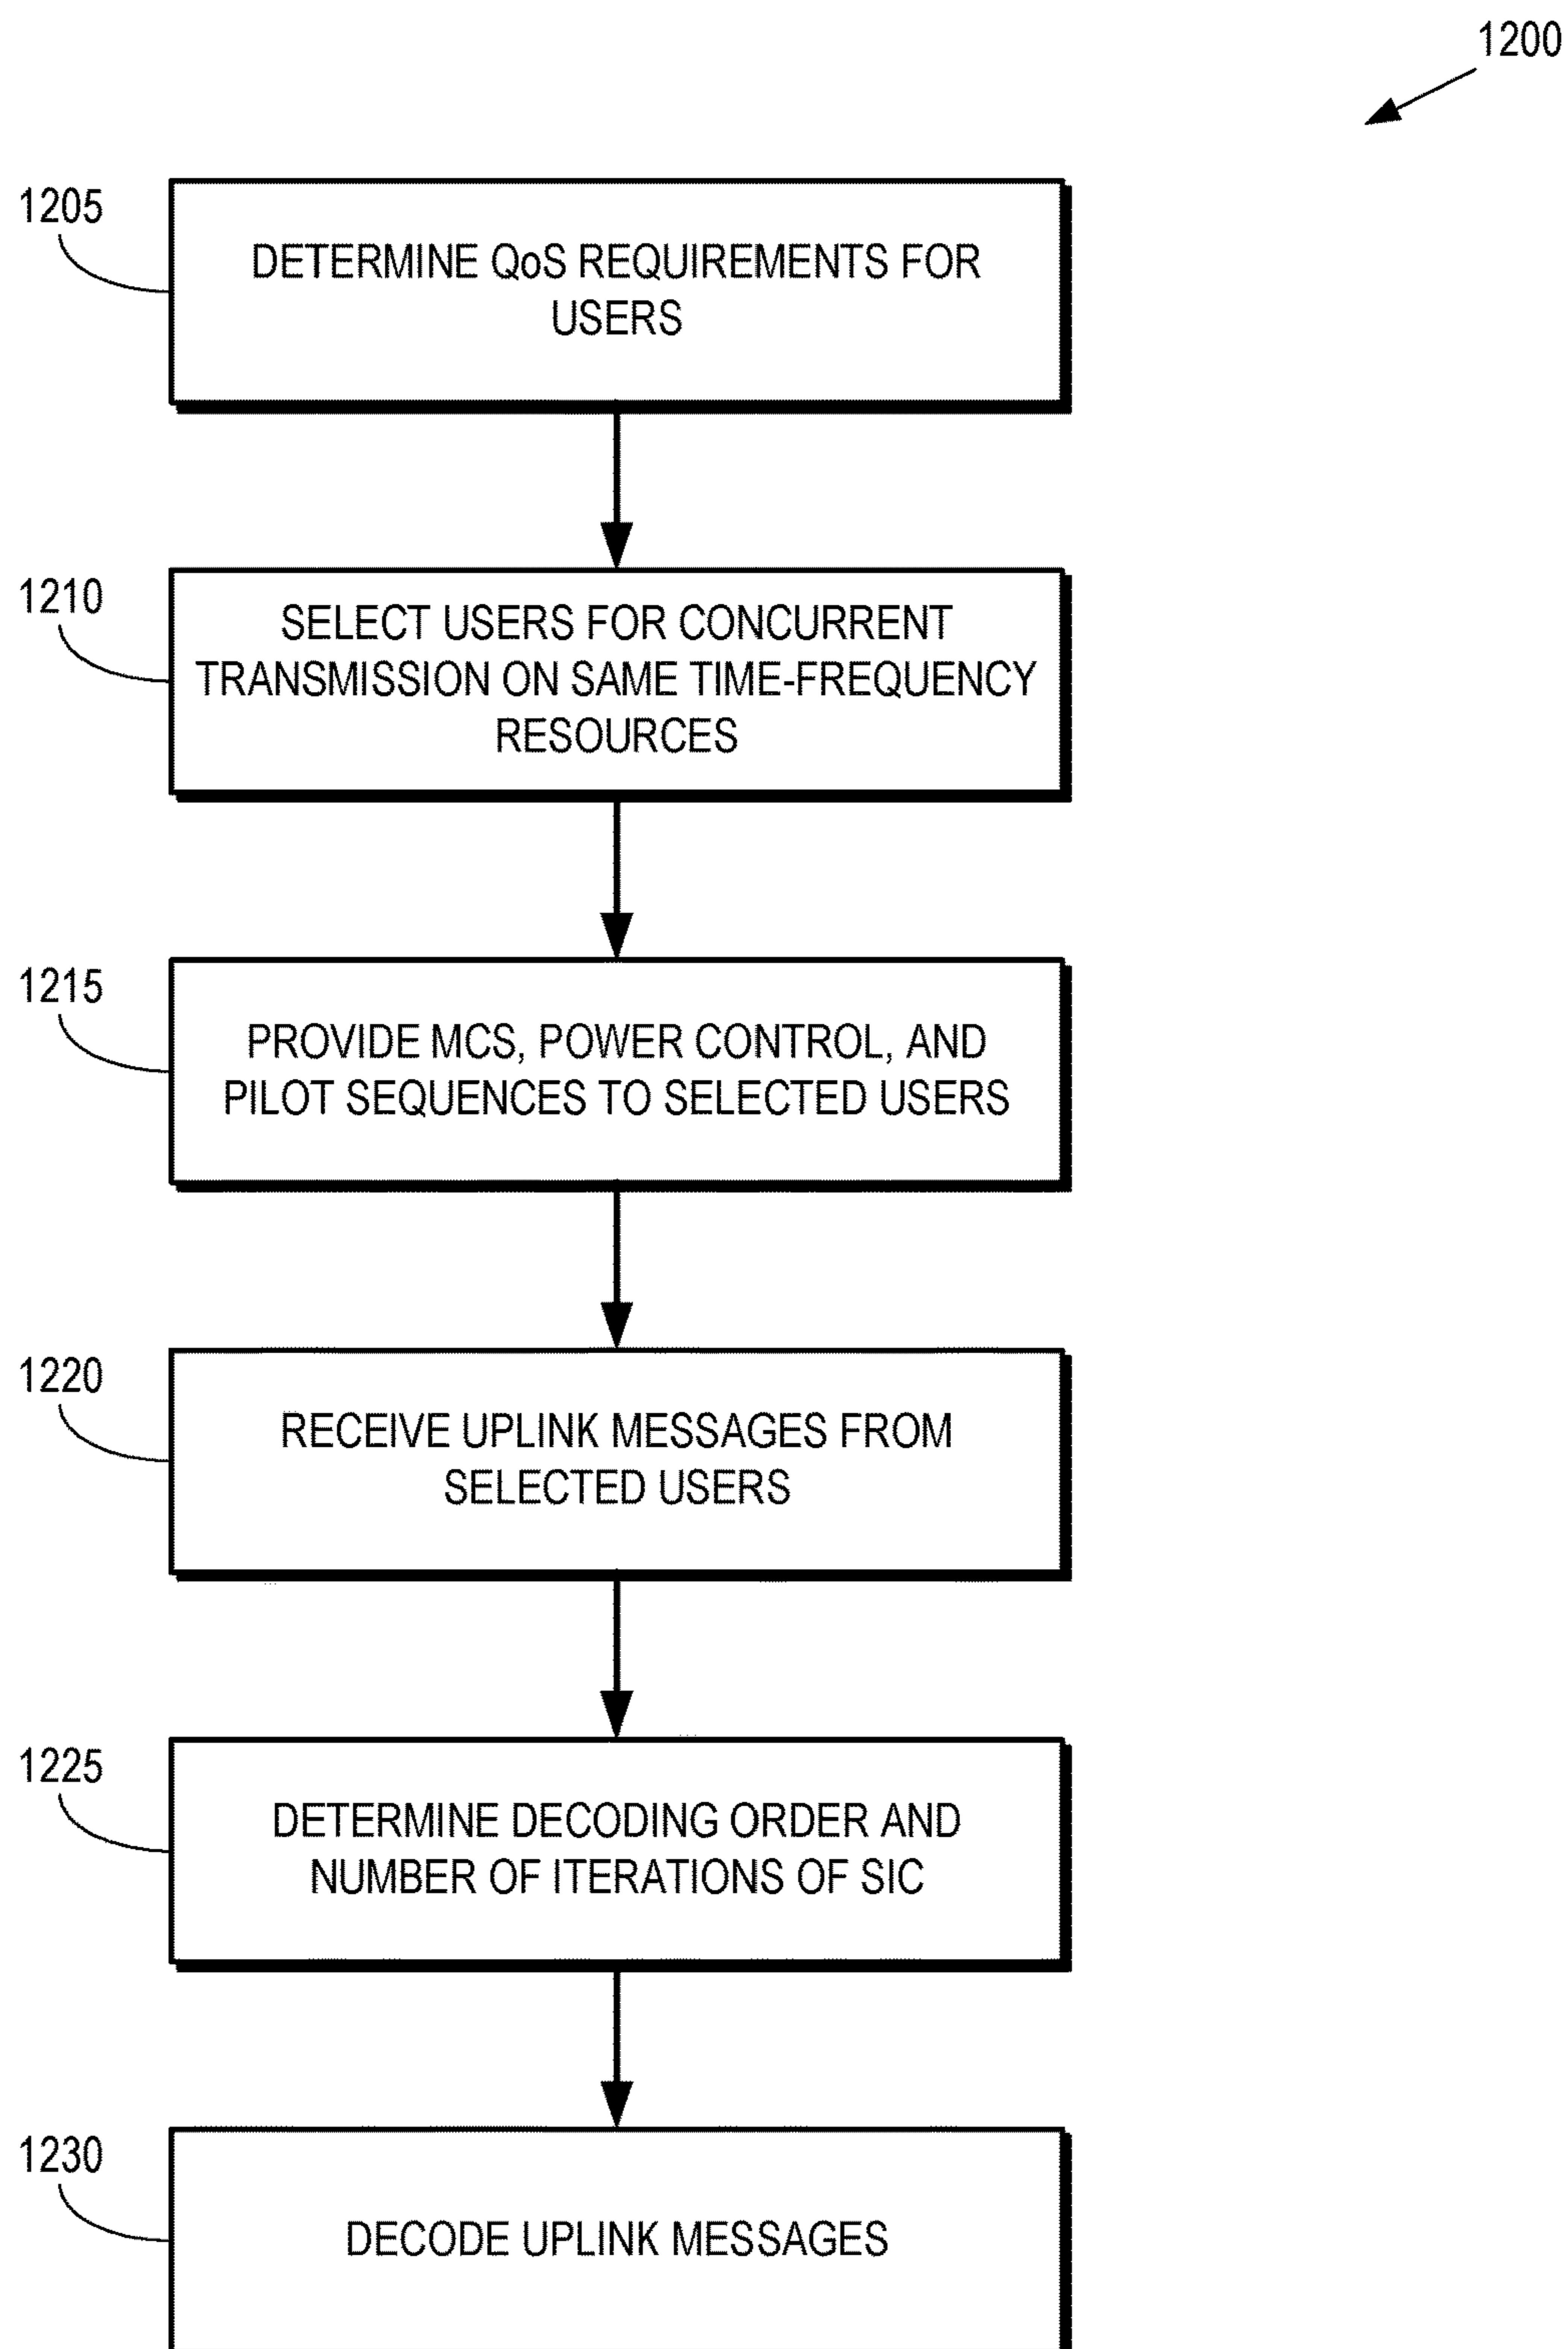 1200
1205
DETERMINE QoS REQUIREMENTS FOR
USERS
1210
SELECT USERS FOR CONCURRENT
TRANSMISSION ON SAME TIME-FREQUENCY
RESOURCES
1215
PROVIDE MCS, POWER CONTROL, AND
PILOT SEQUENCES TO SELECTED USERS
1220
RECEIVE UPLINK MESSAGES FROM
SELECTED USERS
1225
DETERMINE DECODING ORDER AND
NUMBER OF ITERATIONS OF SIC
1230
DECODE UPLINK MESSAGES